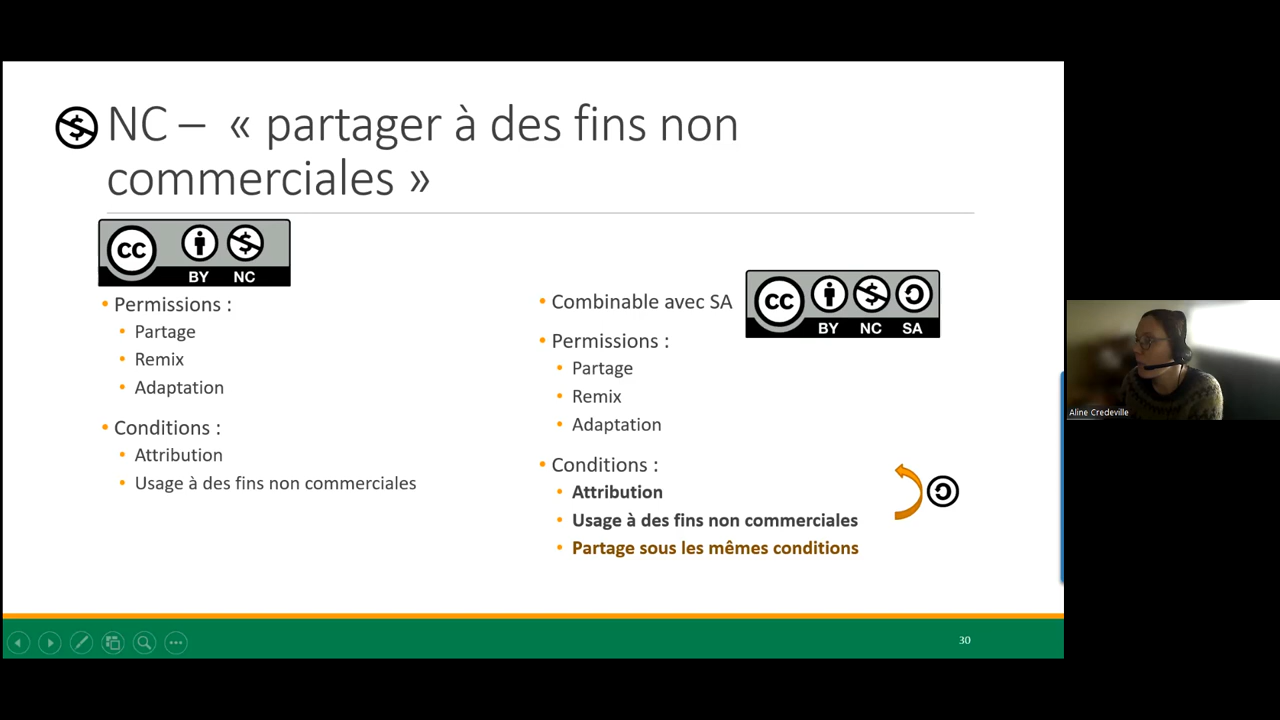 NC – « partager à des fins non
commerciales »
CC BY NC
• Permissions :
• Partage
• Remix
• Adaptation
• Conditions :
• Attribution
• Usage à des fins non commerciales
• Combinable avec SA
CC BY NC SA
• Permissions :
• Partage
• Remix
• Adaptation
• Conditions :
• Attribution
• Usage à des fins non commerciales
• Partage sous les mêmes conditions
30
Aline Credeville